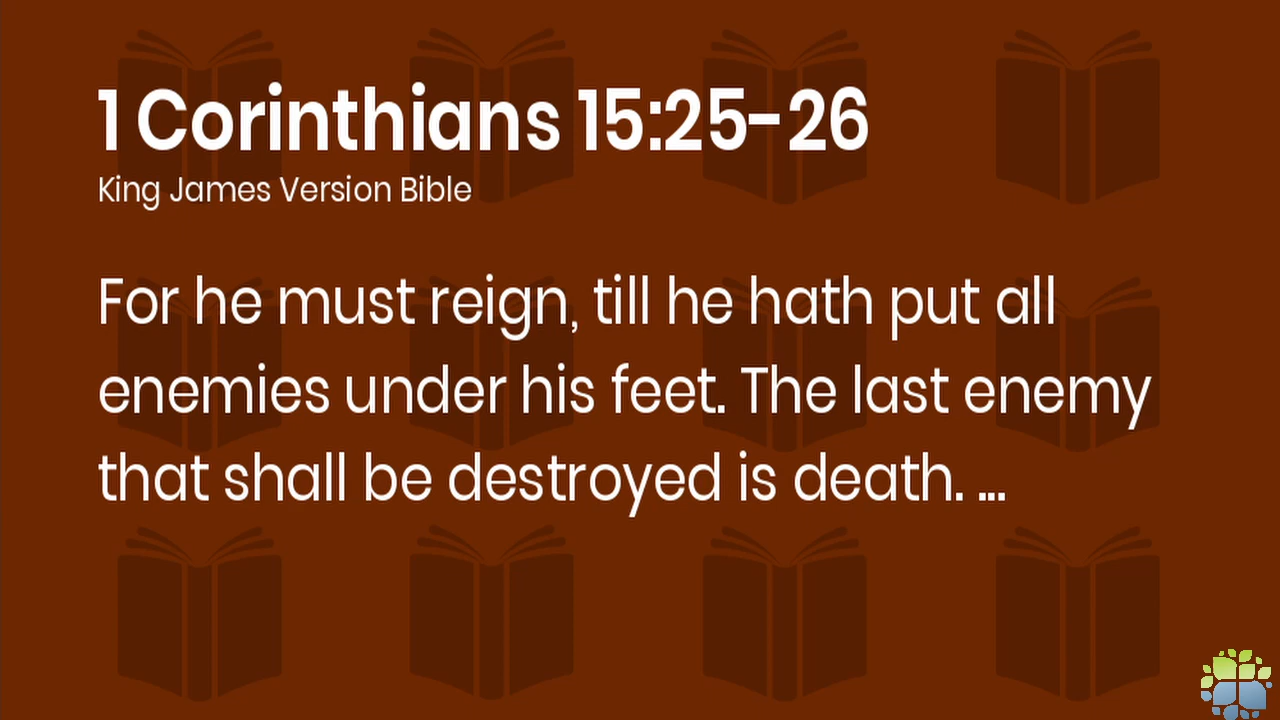 1 Corinthians 15:25-26
King James Version Bible
For he must reign, till he hath put all
enemies under his feet. The last enemy
that shall be destroyed is death. ...